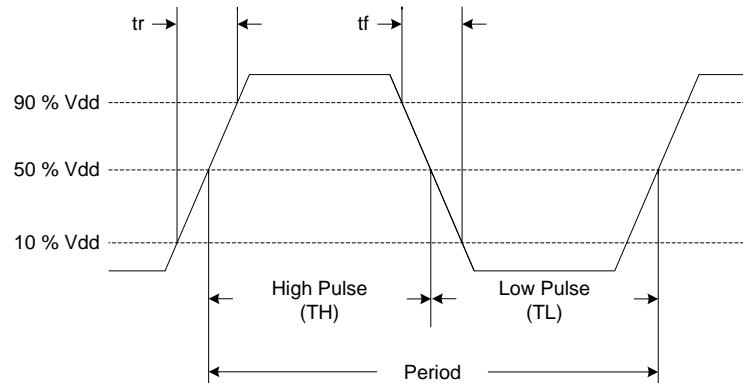 tr
tf
90 % Vdd
50 % Vdd
10 % Vdd
High Pulse
(TH)
Low Pulse
(TL)
Period